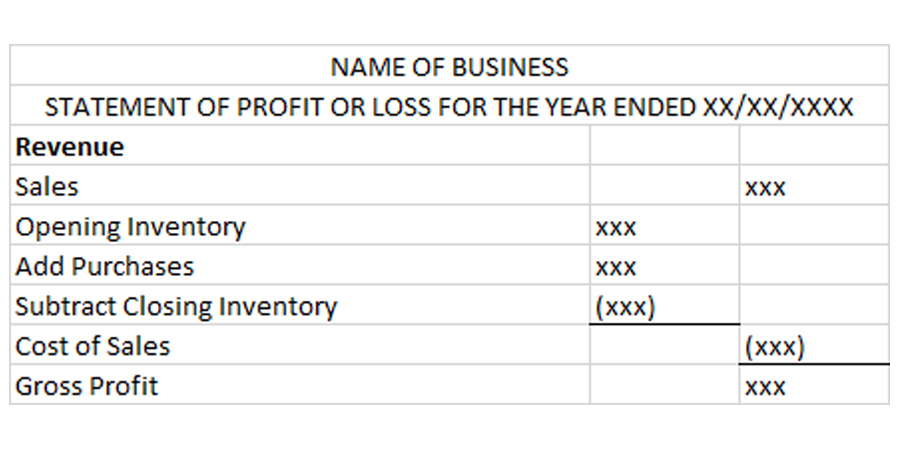 NAME OF BUSINESS
STATEMENT OF PROFIT OR LOSS FOR THE YEAR ENDED XX/XX/XXXX
Revenue
Sales xxx
Opening Inventory xxx
Add Purchases xxx
Subtract Closing Inventory (xxx)
Cost of Sales (xxx)
Gross Profit xxx